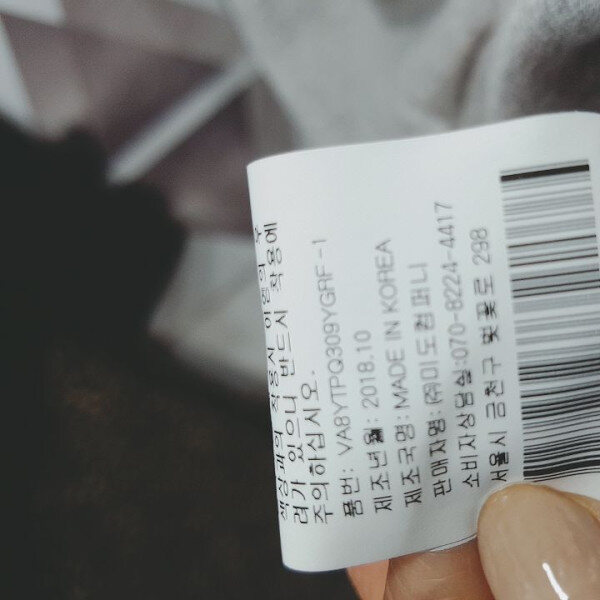 색상과의 착용시 이염의 우
려가 있으니 반드시 착용에
주의하십시오.
품번: VA8YTPQ309YGRF-1
제조년월: 2018.10
제조국명: MADE IN KOREA
판매자명: (주)미도컴퍼니
소비자상담실:070-8224-4417
서울시 금천구 벚꽃로 298